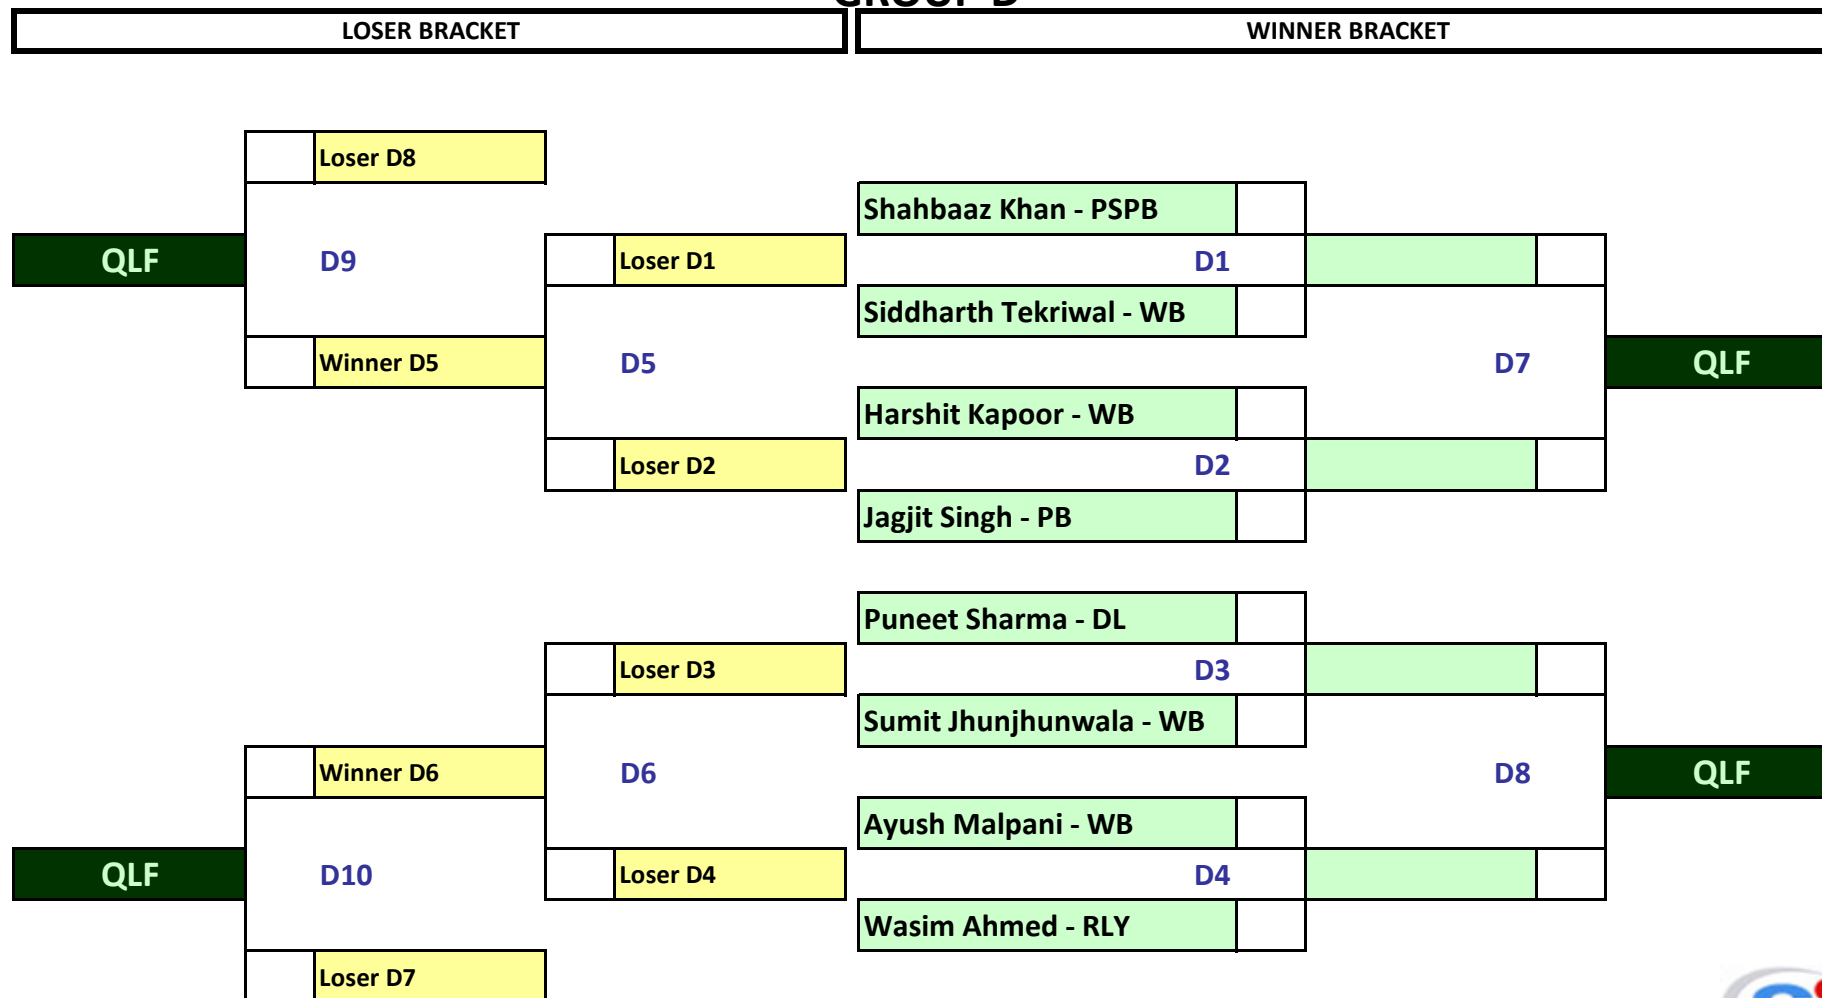 GROUP D
LOSER BRACKET
WINNER BRACKET
Loser D8
Shahbaaz Khan - PSPB
QLF
D9
Loser D1
D1
Siddharth Tekriwal - WB
Winner D5
D5
D7
QLF
Harshit Kapoor - WB
Loser D2
D2
Jagjit Singh - PB
Puneet Sharma - DL
Loser D3
D3
Sumit Jhunjhunwala - WB
Winner D6
D6
D8
QLF
Ayush Malpani - WB
QLF
D10
Loser D4
D4
Wasim Ahmed - RLY
Loser D7